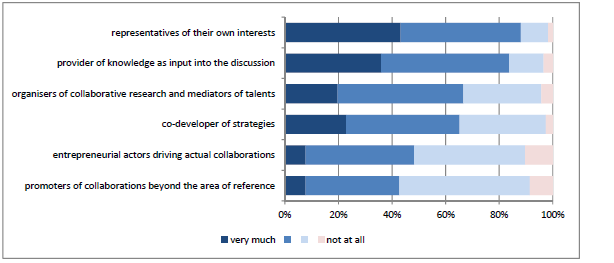 representatives of their own interests
provider of knowledge as input into the discussion
organisers of collaborative research and mediators of talents
co-developer of strategies
entrepreneurial actors driving actual collaborations
promoters of collaborations beyond the area of reference
0% 20% 40% 60% 80% 100%
very much not at all